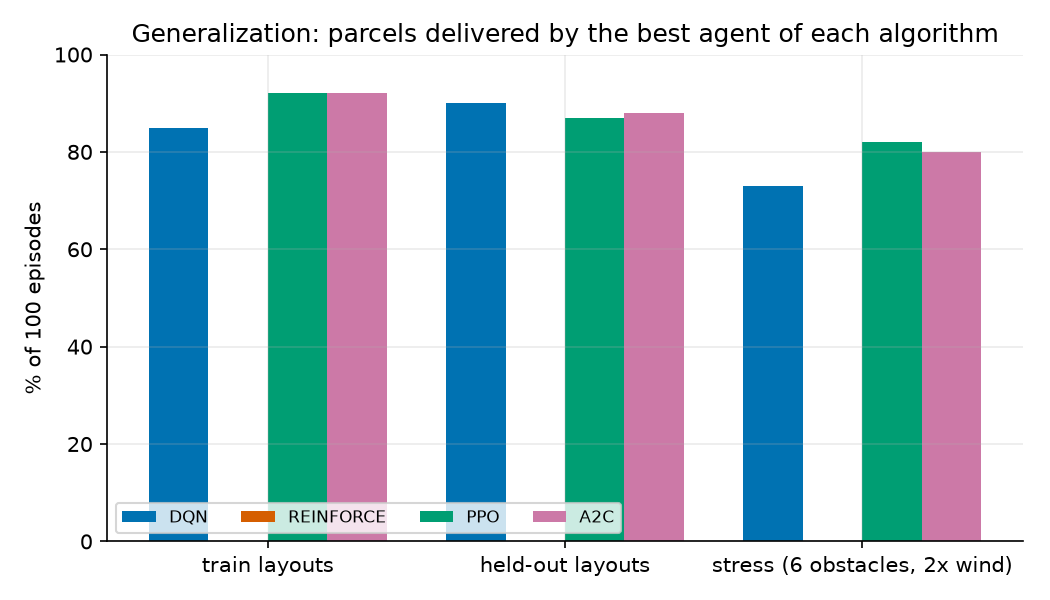 Generalization: parcels delivered by the best agent of each algorithm
% of 100 episodes
100
80
60
40
20
0
DQN REINFORCE PPO A2C
train layouts held-out layouts stress (6 obstacles, 2x wind)